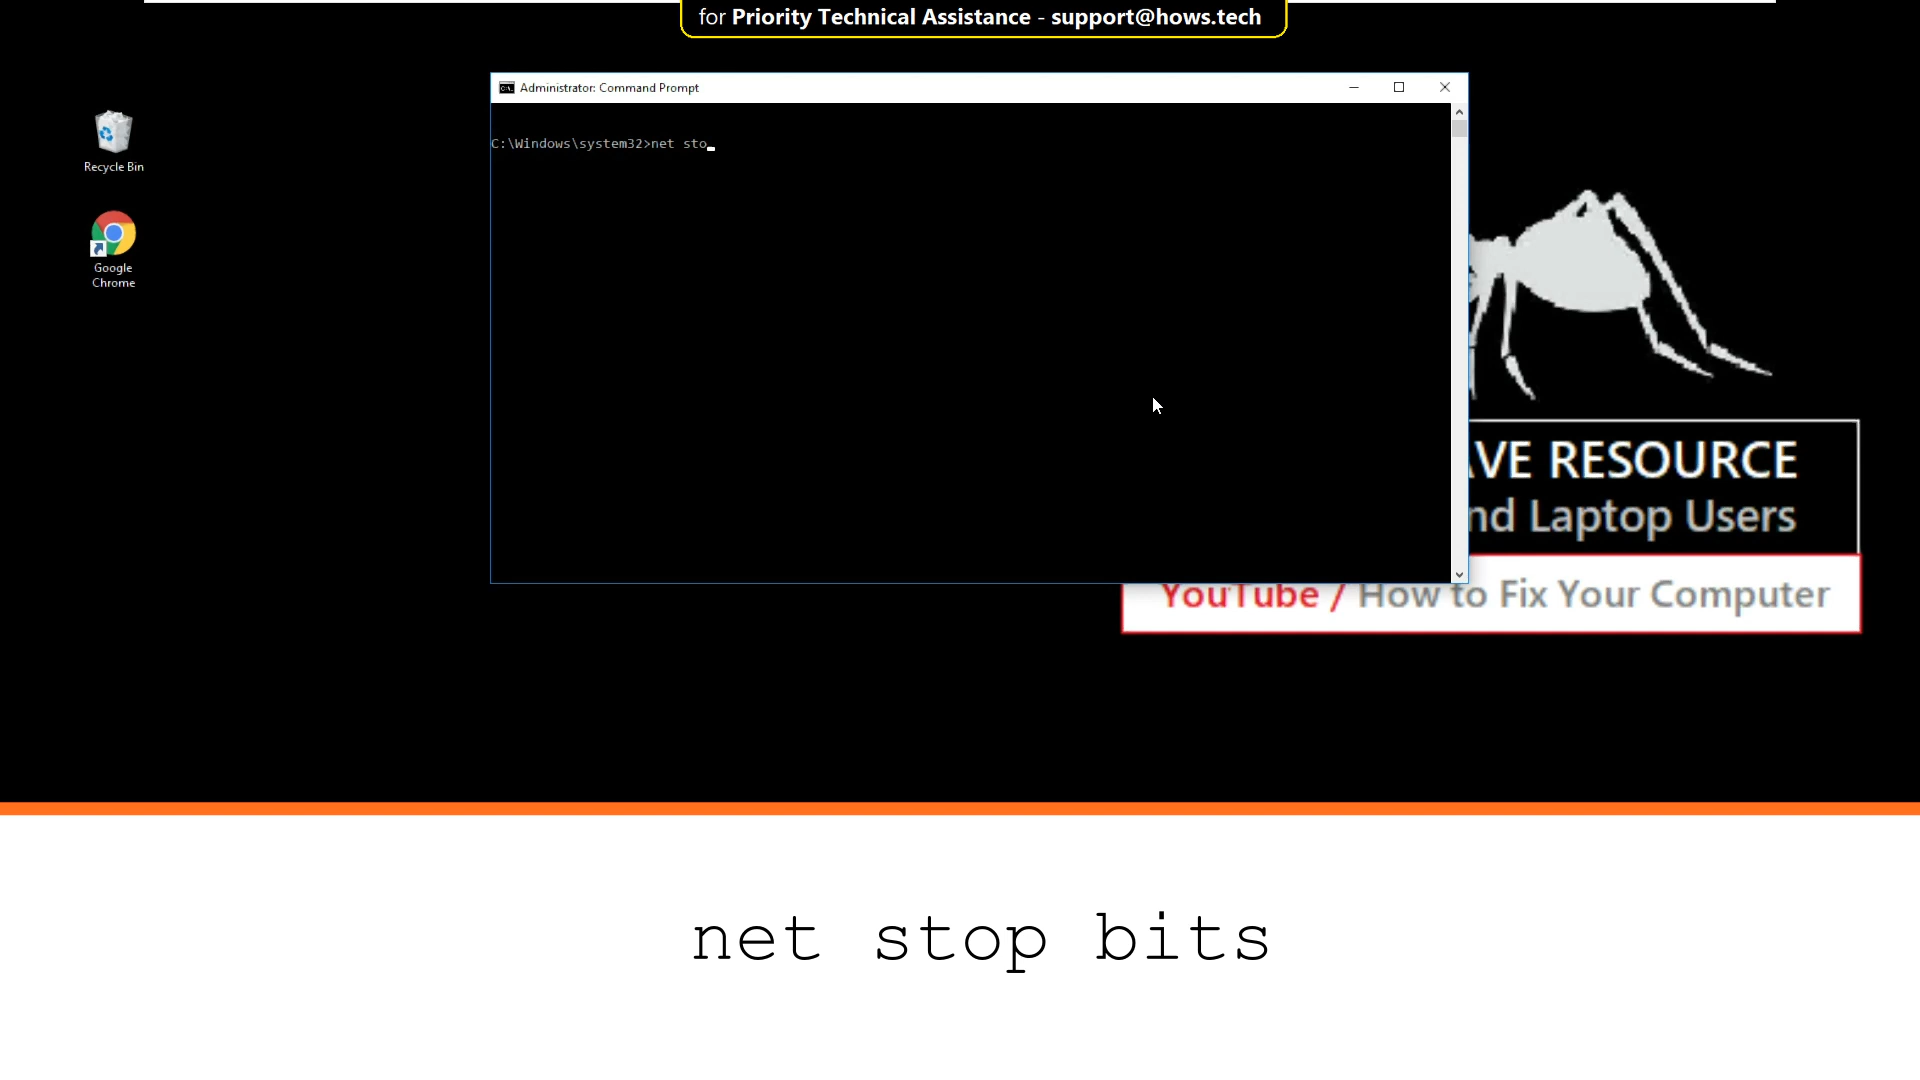 for Priority Technical Assistance - support@hows.tech
Administrator: Command Prompt
C:\Windows\system32>net sto
Recycle Bin
Google
Chrome
VE RESOURCE
nd Laptop Users
YouTube / How to Fix Your Computer
net stop bits